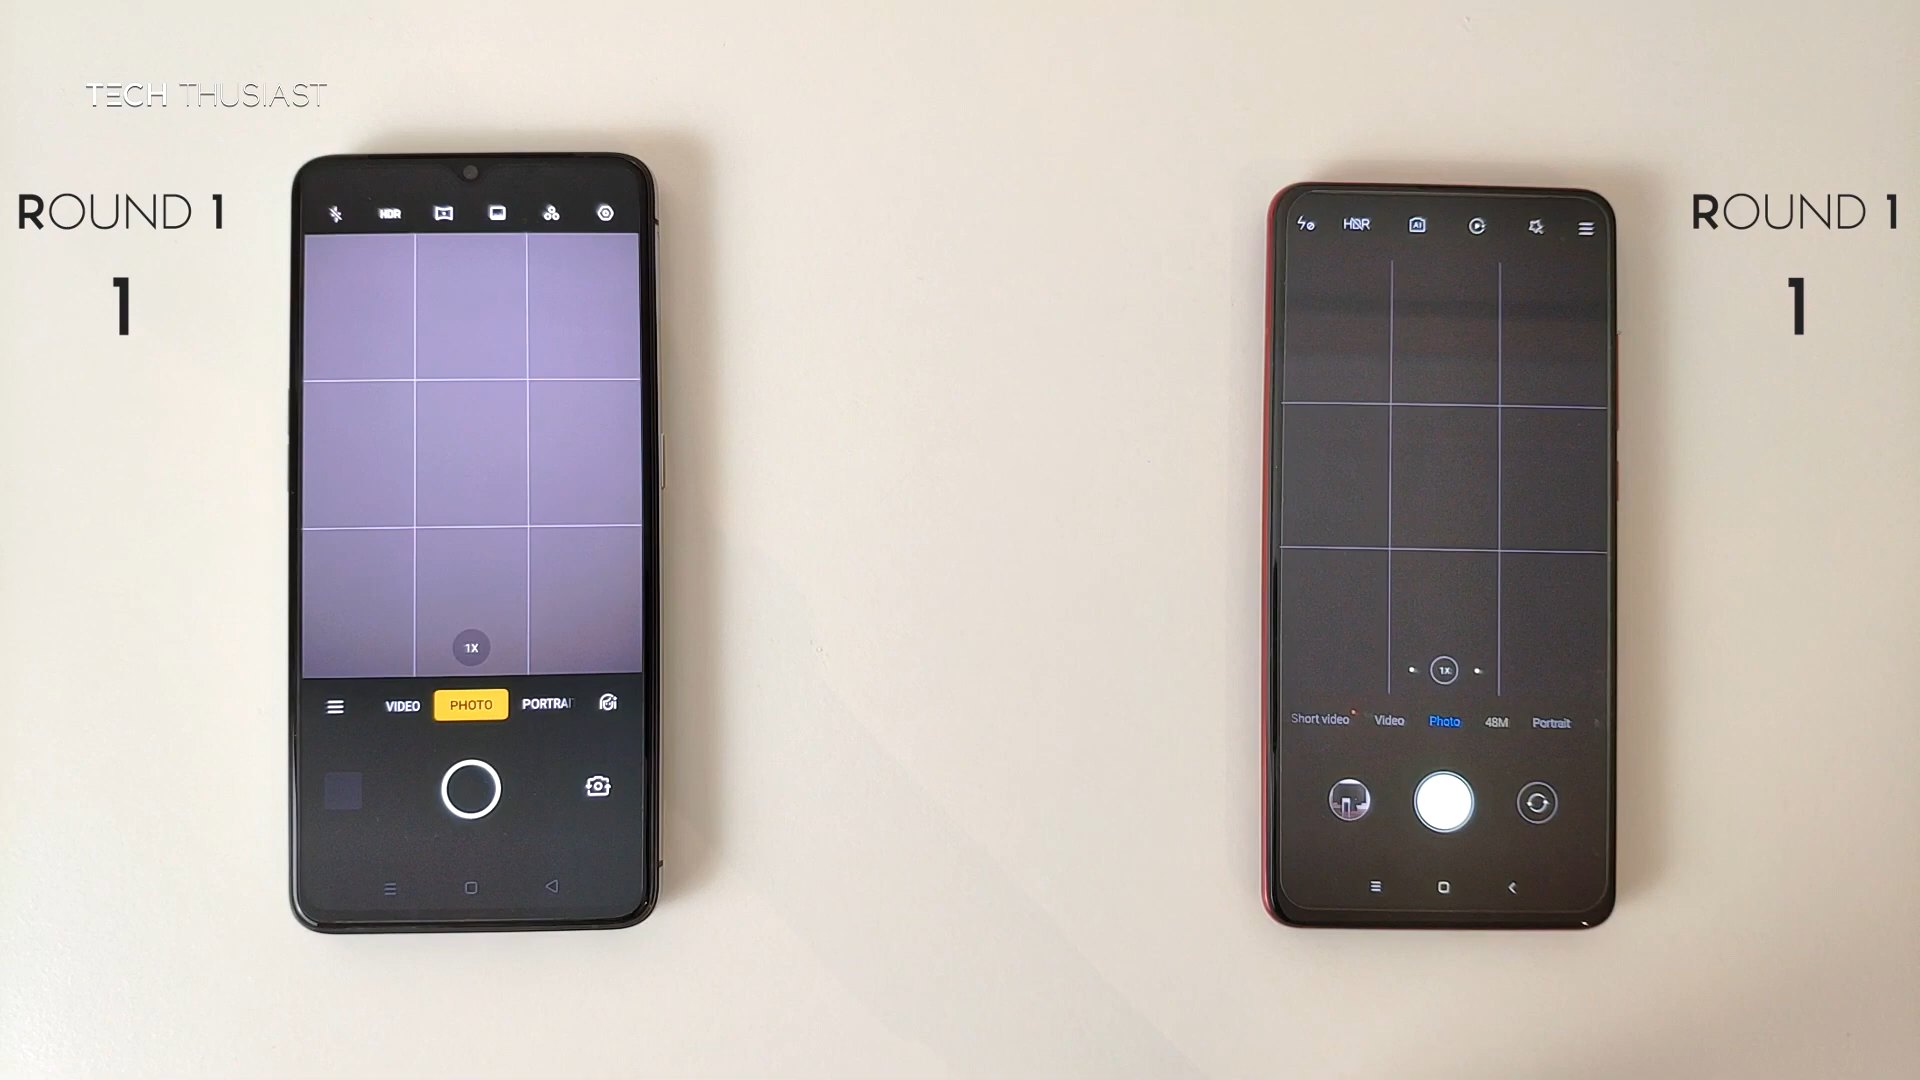 TECH THUSIAST
ROUND 1
1
HDR
1X
VIDEO PHOTO PORTRAI
ROUND 1
1
HDR AI
1X
Short video Video Photo 48M Portrait